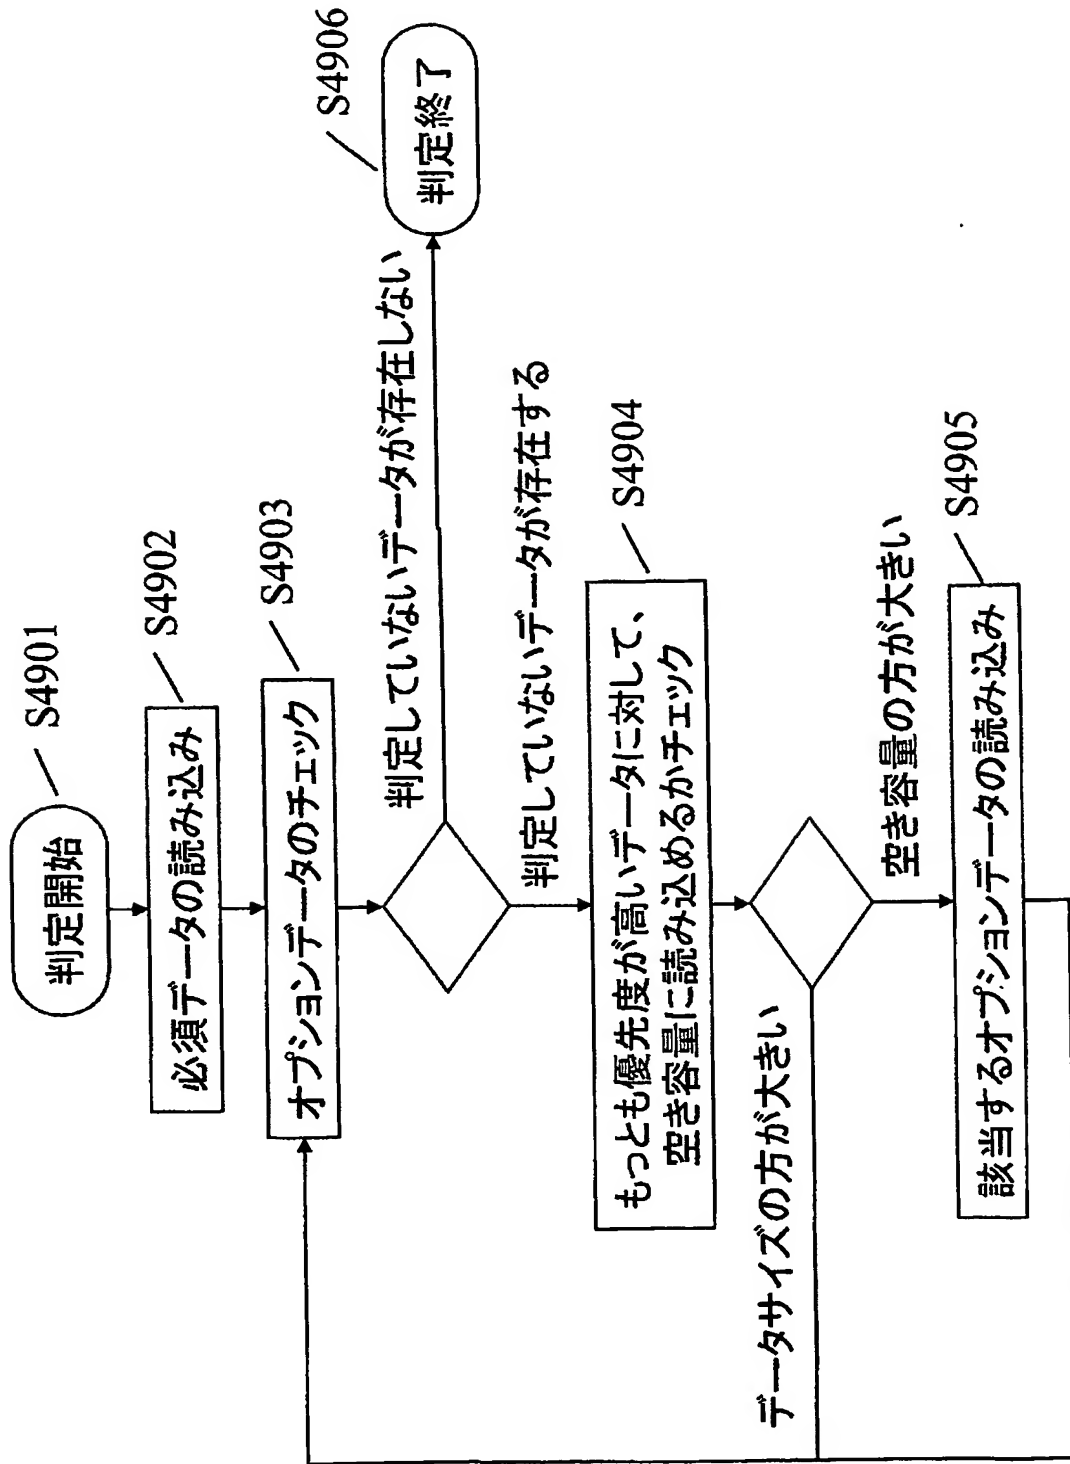 S4901
判定開始
S4902
必須データの読み込み
S4903
オプションデータのチェック
判定していないデータが存在しない
S4906
判定終了
判定していないデータが存在する
S4904
もっとも優先度が高いデータに対して、
空き容量に読み込めるかチェック
データサイズの方が大きい
空き容量の方が大きい
S4905
該当するオプションデータの読み込み